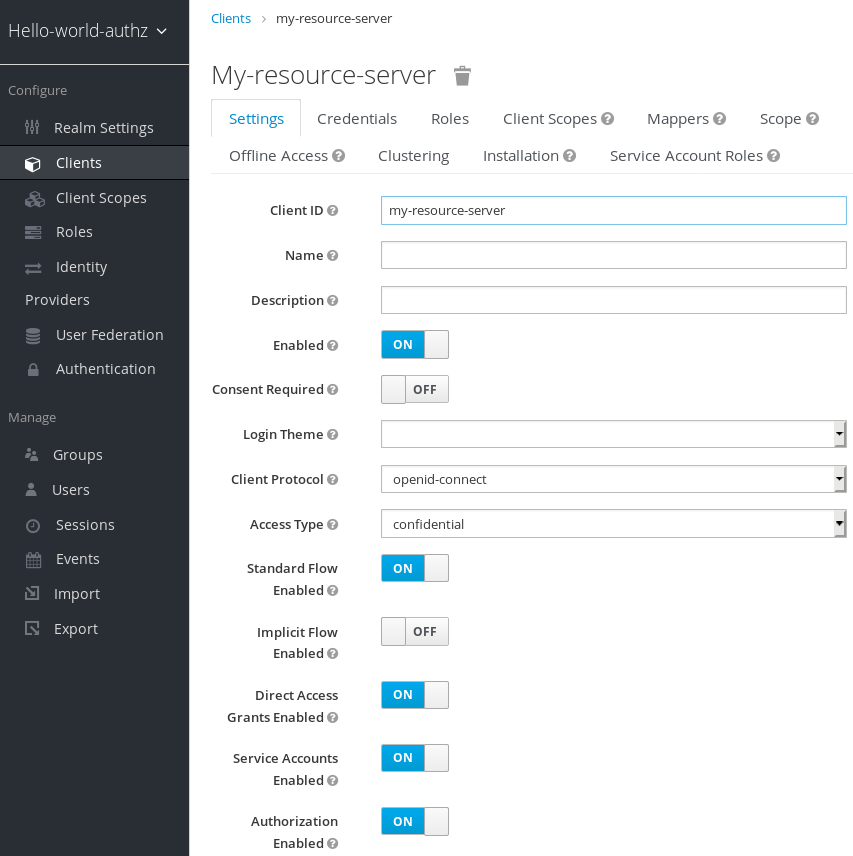 Hello-world-authz
Configure
Realm Settings
Clients
Client Scopes
Roles
Identity
Providers
User Federation
Authentication
Manage
Groups
Users
Sessions
Events
Import
Export
Clients > my-resource-server
My-resource-server
Settings Credentials Roles Client Scopes ? Mappers ? Scope ?
Offline Access ? Clustering Installation ? Service Account Roles ?
Client ID ? my-resource-server
Name ?
Description ?
Enabled ? ON
Consent Required ? OFF
Login Theme ?
Client Protocol ? openid-connect
Access Type ? confidential
Standard Flow ON
Enabled ?
Implicit Flow OFF
Enabled ?
Direct Access ON
Grants Enabled ?
Service Accounts ON
Enabled ?
Authorization ON
Enabled ?